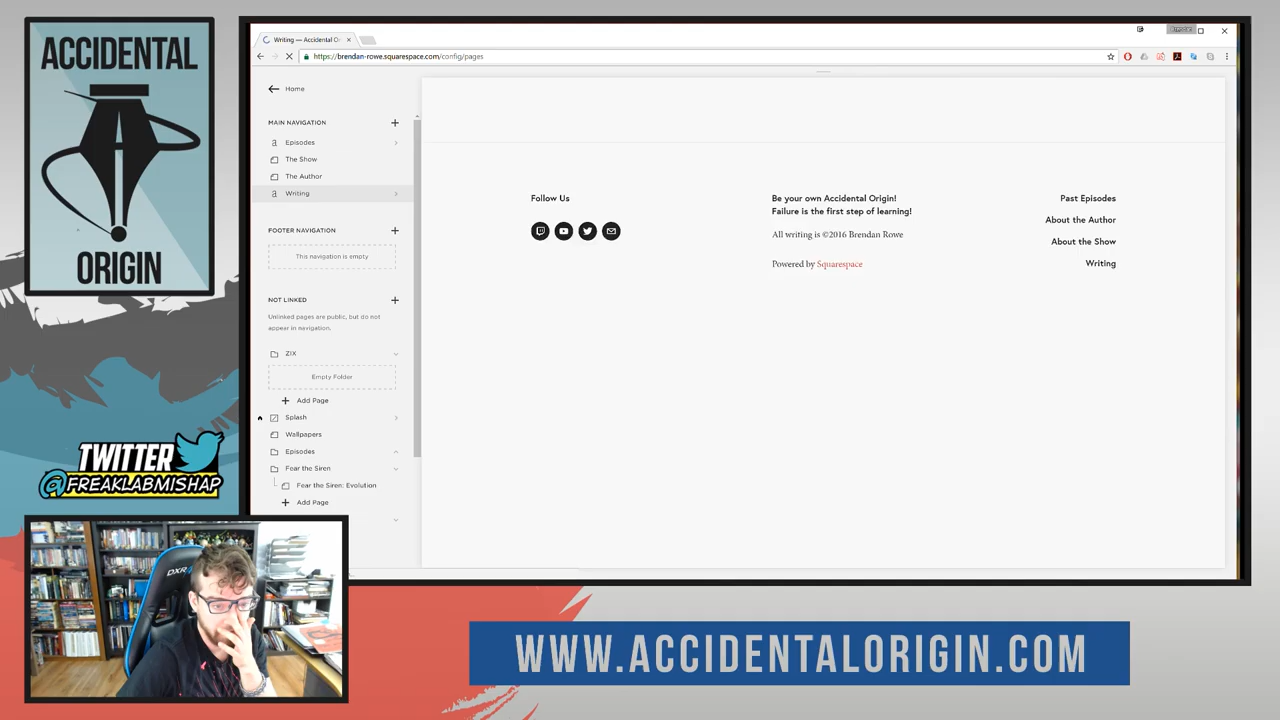 ACCIDENTAL
ORIGIN
TWITTER
@FREAKLABMISHAP
Writing — Accidental O
https://brendan-rowe.squarespace.com/config/pages
Home
MAIN NAVIGATION
Episodes
The Show
The Author
Writing
FOOTER NAVIGATION
This navigation is empty
NOT LINKED
Unlinked pages are public, but do not
appear in navigation.
ZIX
Empty Folder
Add Page
Splash
Wallpapers
Episodes
Fear the Siren
Fear the Siren: Evolution
Add Page
Follow Us
Be your own Accidental Origin!
Failure is the first step of learning!
All writing is ©2016 Brendan Rowe
Powered by Squarespace
Past Episodes
About the Author
About the Show
Writing
DXR
WWW.ACCIDENTALORIGIN.COM